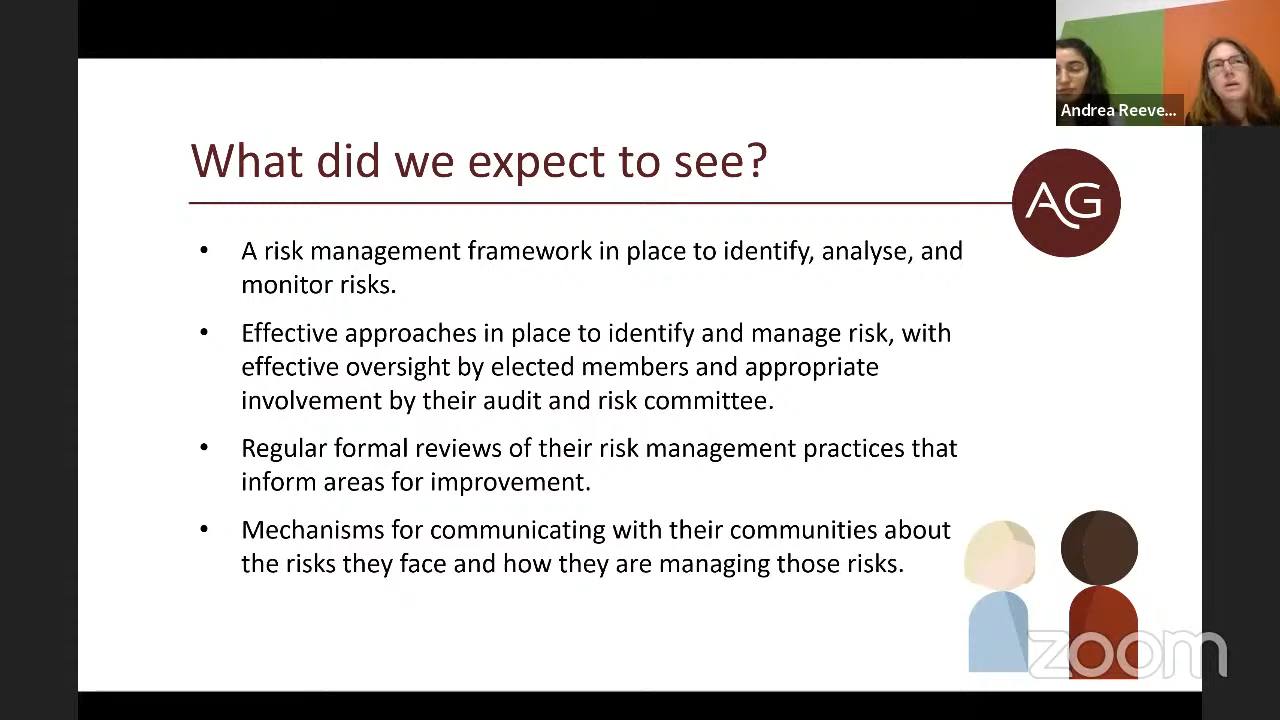 Andrea Reeve...
What did we expect to see?
AG
• A risk management framework in place to identify, analyse, and
monitor risks.
• Effective approaches in place to identify and manage risk, with
effective oversight by elected members and appropriate
involvement by their audit and risk committee.
• Regular formal reviews of their risk management practices that
inform areas for improvement.
• Mechanisms for communicating with their communities about
the risks they face and how they are managing those risks.
zoom